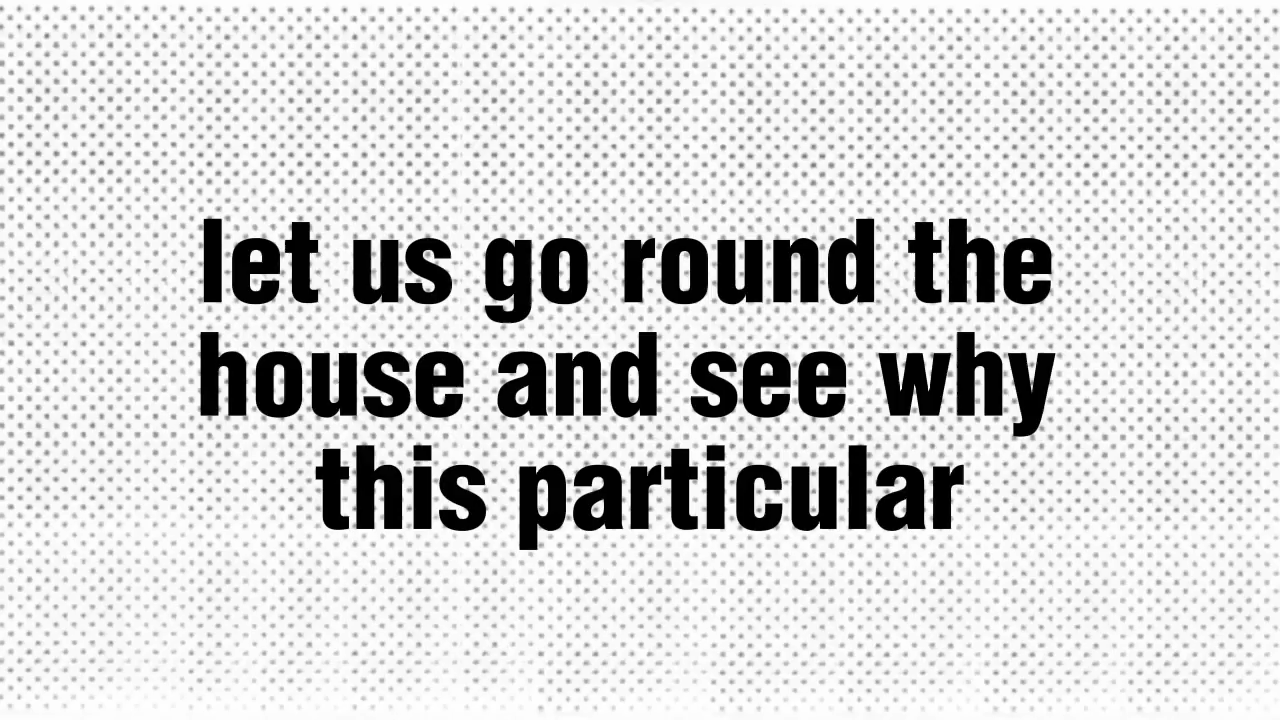 let us go round the
house and see why
this particular